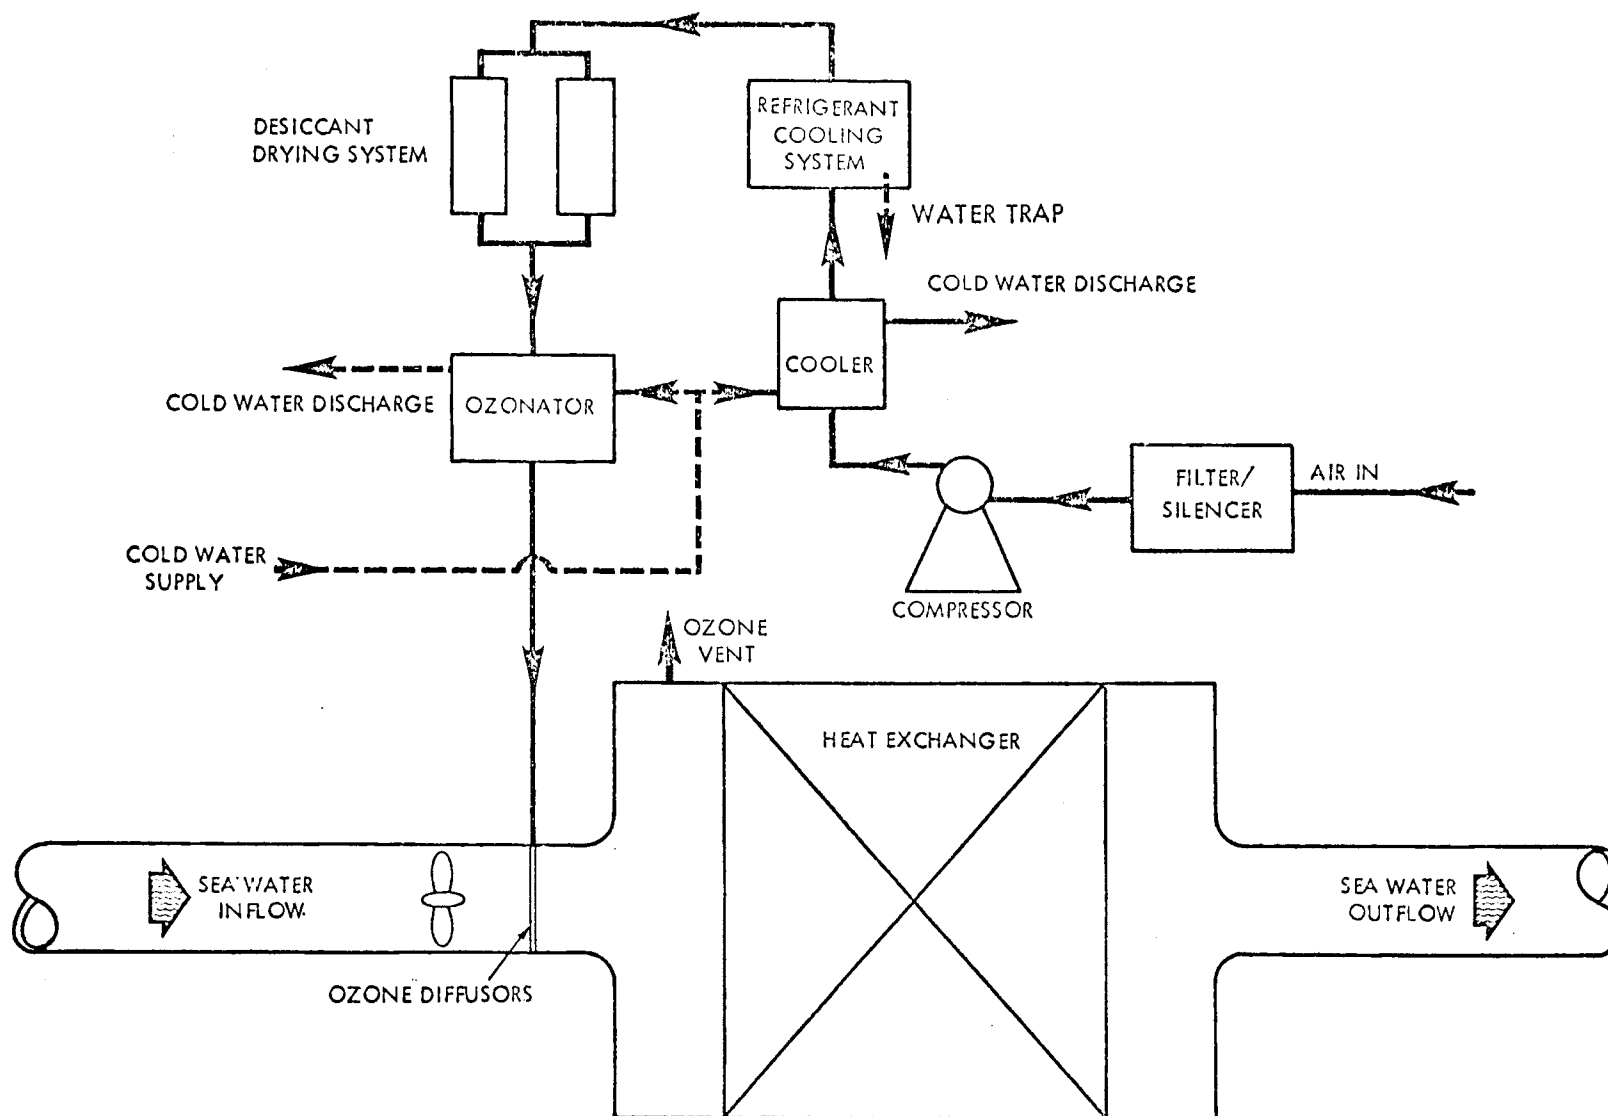 DESICCANT
DRYING SYSTEM
REFRIGERANT
COOLING
SYSTEM
WATER TRAP
COLD WATER DISCHARGE
COOLER
COLD WATER DISCHARGE
OZONATOR
FILTER/
SILENCER
AIR IN
COLD WATER
SUPPLY
COMPRESSOR
OZONE
VENT
HEAT EXCHANGER
SEA WATER
INFLOW
SEA WATER
OUTFLOW
OZONE DIFFUSORS